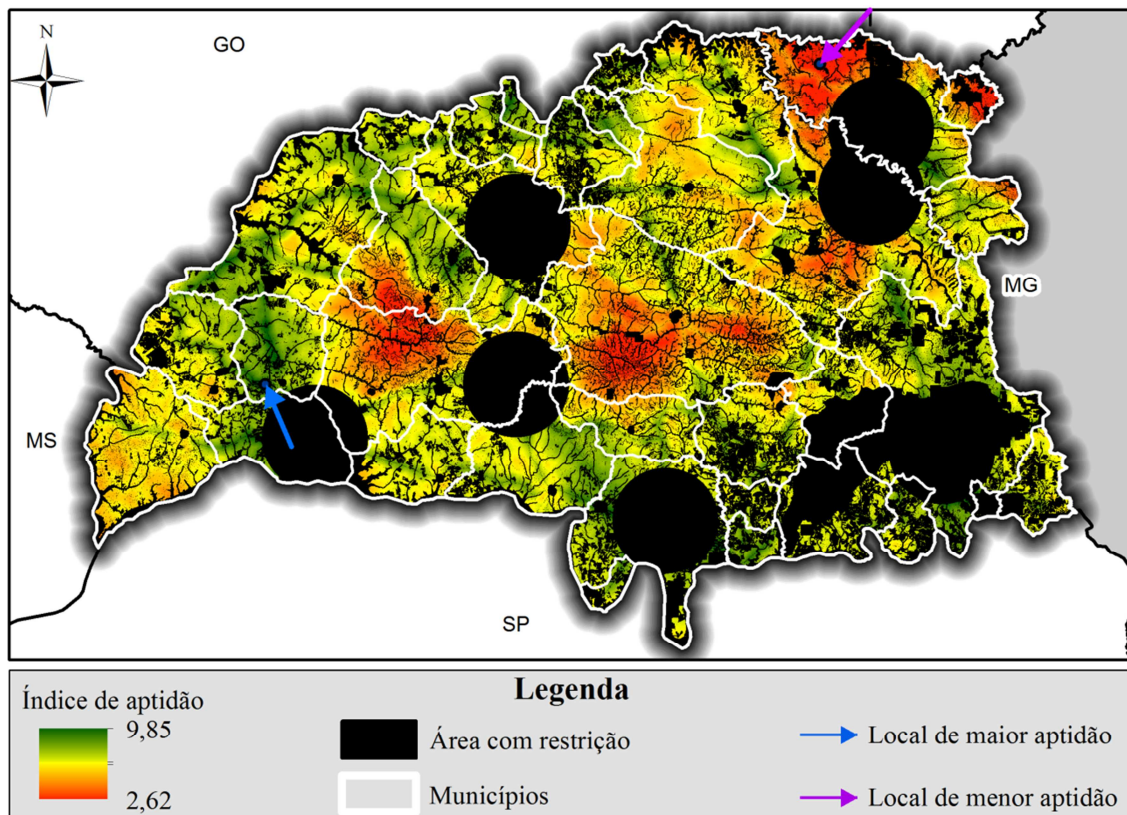 N
GO
MG
MS
SP
Legenda
Índice de aptidão
9,85
2,62
Área com restrição
Municípios
Local de maior aptidão
Local de menor aptidão